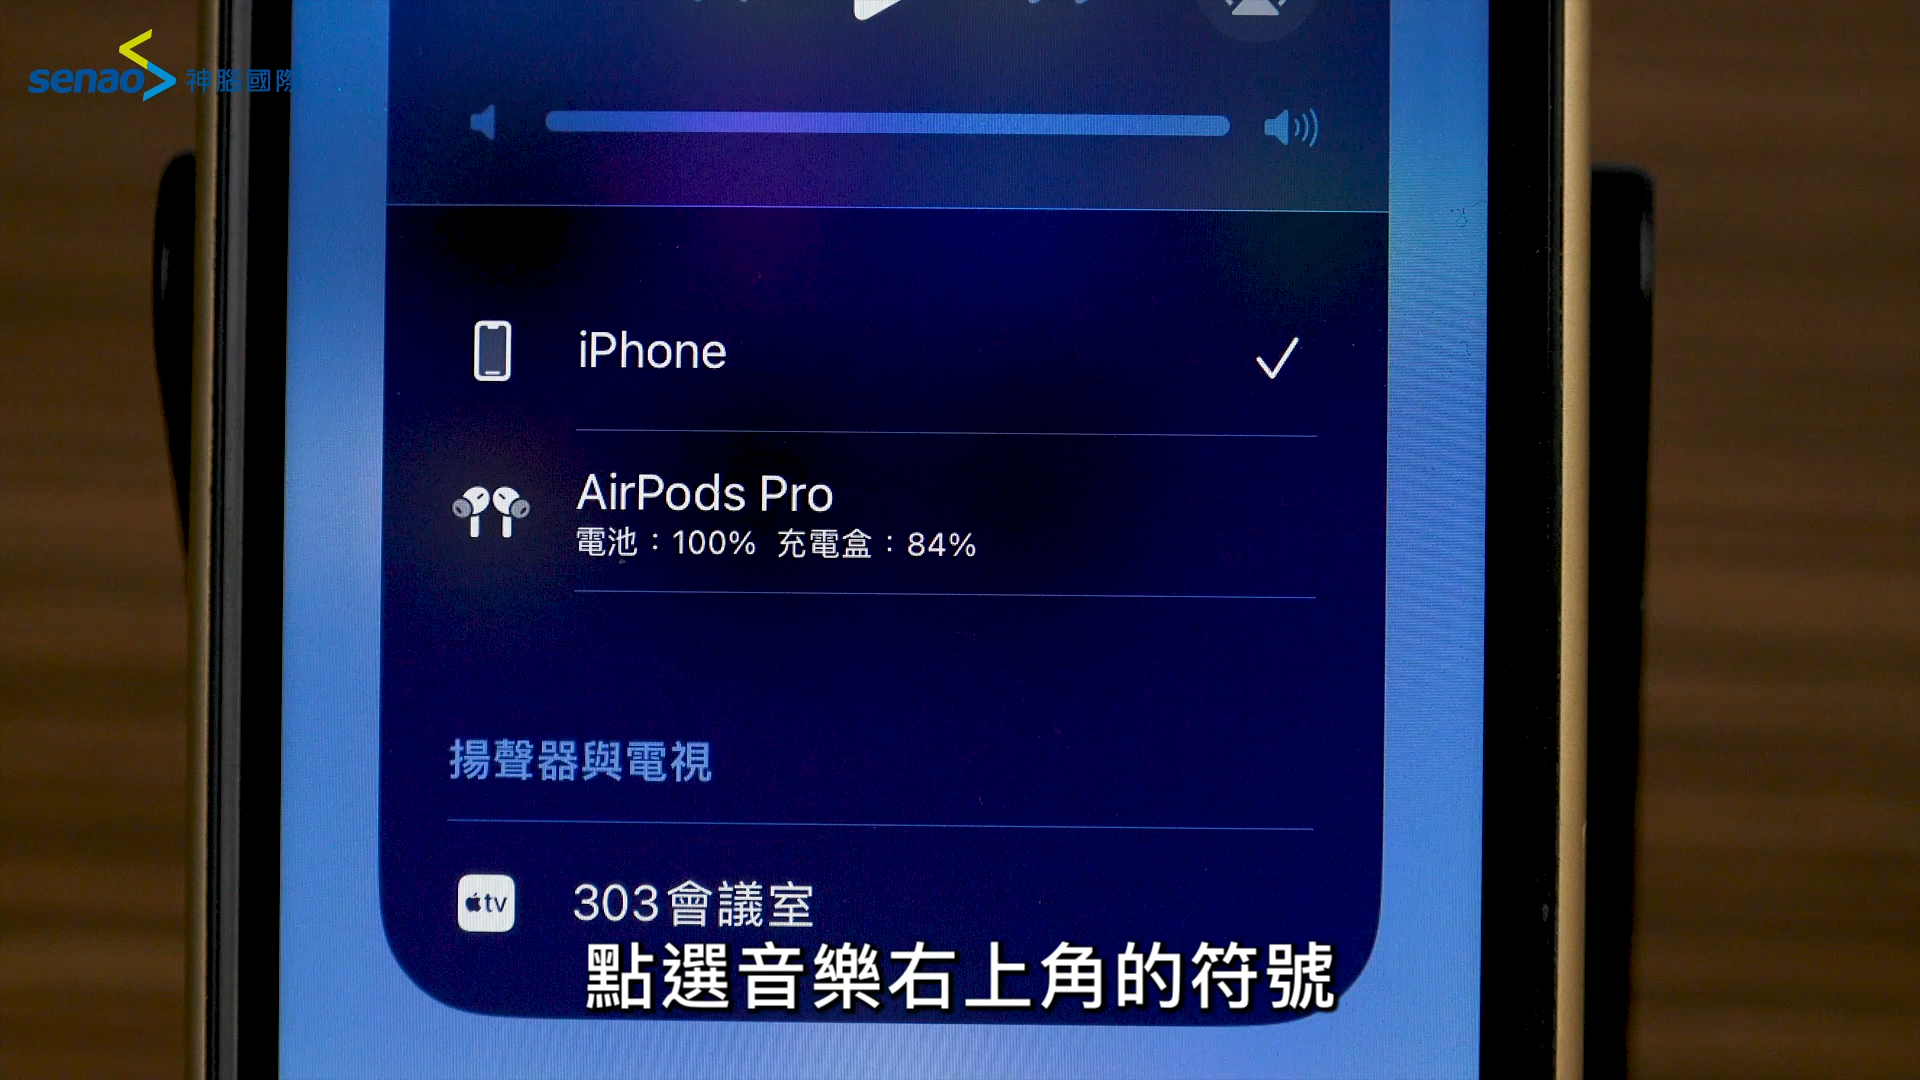 senao 神腦國際
iPhone
AirPods Pro
電池：100% 充電盒：84%
揚聲器與電視
tv 303會議室
點選音樂右上角的符號